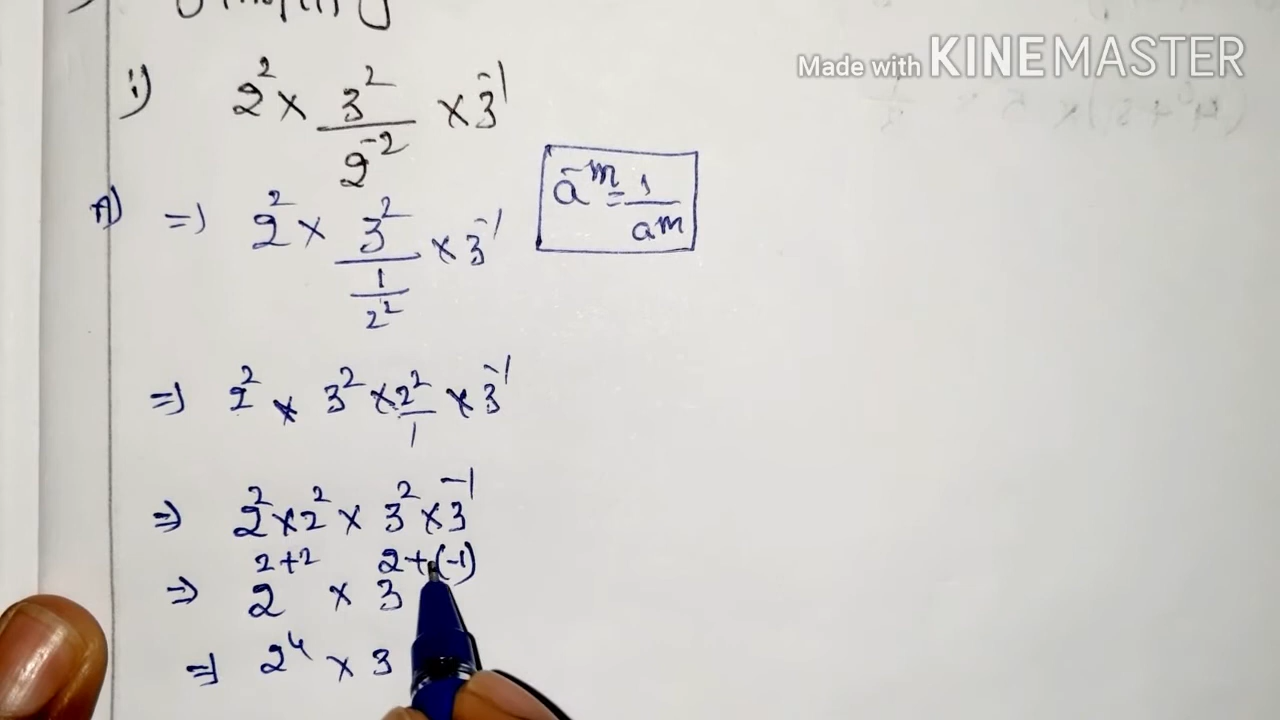 Made with KINEMASTER
i) 2² × 3²/2⁻² × 3⁻¹
A) => 2² × 3²/(1/2²) × 3⁻¹
a⁻ᵐ = 1/aᵐ
=> 2² × 3² × 2²/1 × 3⁻¹
=> 2² × 2² × 3² × 3⁻¹
=> 2²⁺² × 3²⁺⁽⁻¹⁾
=> 2⁴ × 3